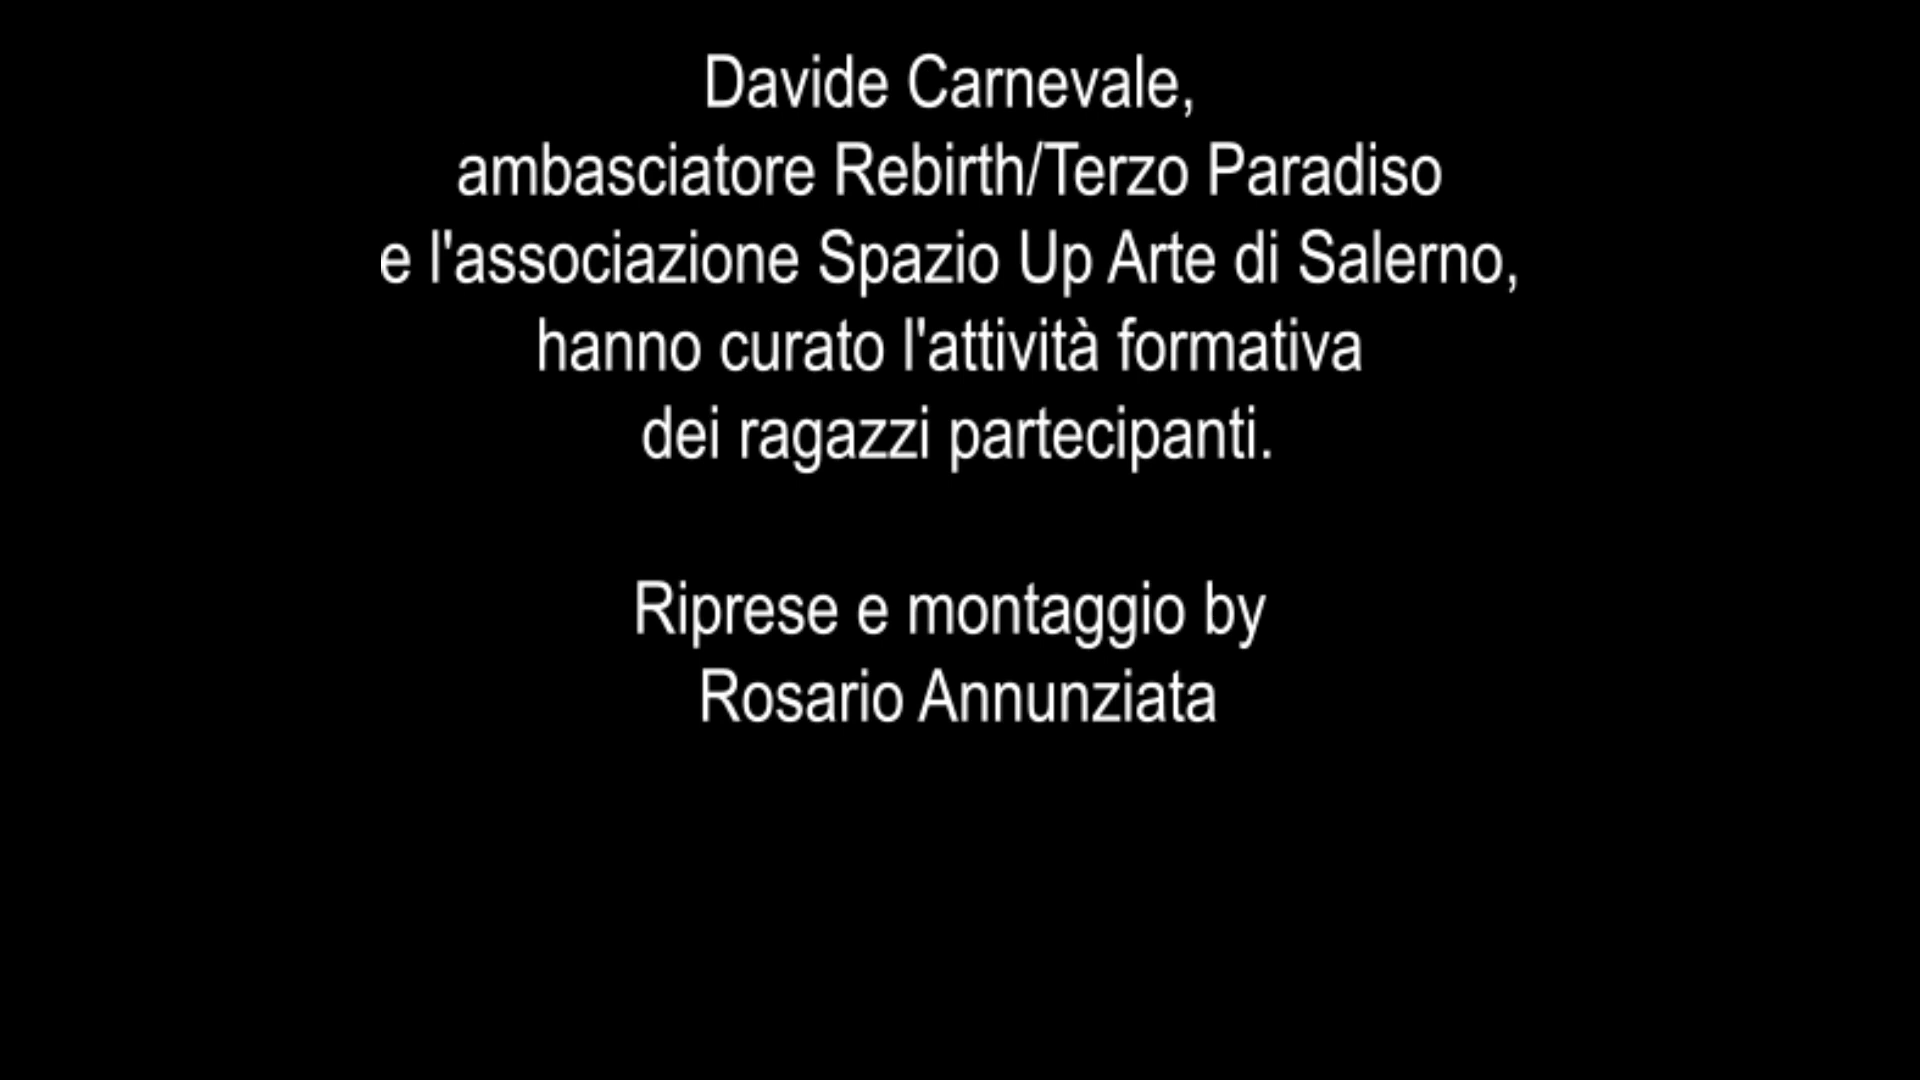 Davide Carnevale,
ambasciatore Rebirth/Terzo Paradiso
e l'associazione Spazio Up Arte di Salerno,
hanno curato l'attività formativa
dei ragazzi partecipanti.
Riprese e montaggio by
Rosario Annunziata